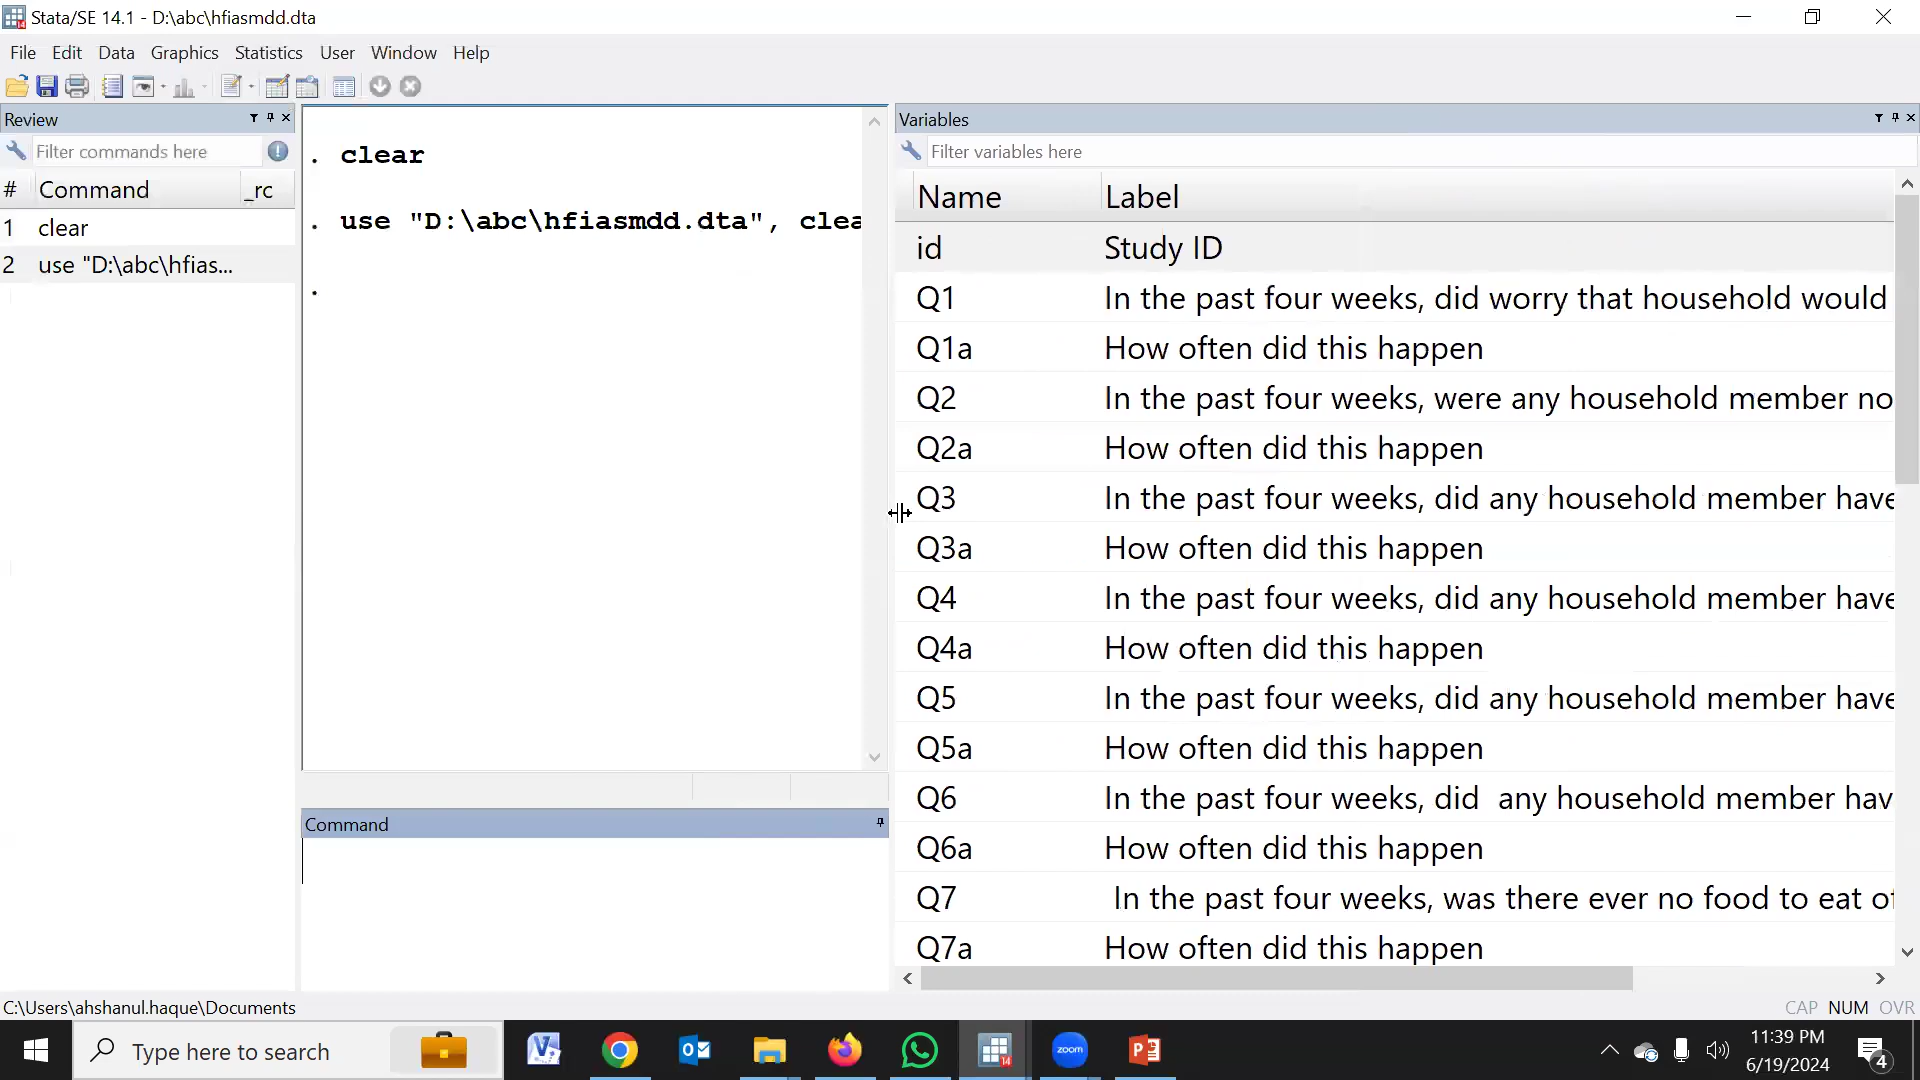 Stata/SE 14.1 - D:\abc\hfiasmdd.dta
File Edit Data Graphics Statistics User Window Help
Review
Filter commands here
# Command _rc
1 clear
2 use "D:\abc\hfias...
. clear
. use "D:\abc\hfiasmdd.dta", clea
.
Command
Variables
Filter variables here
Name Label
id Study ID
Q1 In the past four weeks, did worry that household would
Q1a How often did this happen
Q2 In the past four weeks, were any household member no
Q2a How often did this happen
Q3 In the past four weeks, did any household member have
Q3a How often did this happen
Q4 In the past four weeks, did any household member have
Q4a How often did this happen
Q5 In the past four weeks, did any household member have
Q5a How often did this happen
Q6 In the past four weeks, did  any household member hav
Q6a How often did this happen
Q7 In the past four weeks, was there ever no food to eat of
Q7a How often did this happen
C:\Users\ahshanul.haque\Documents
CAP NUM OVR
Type here to search
zoom
11:39 PM
6/19/2024
4